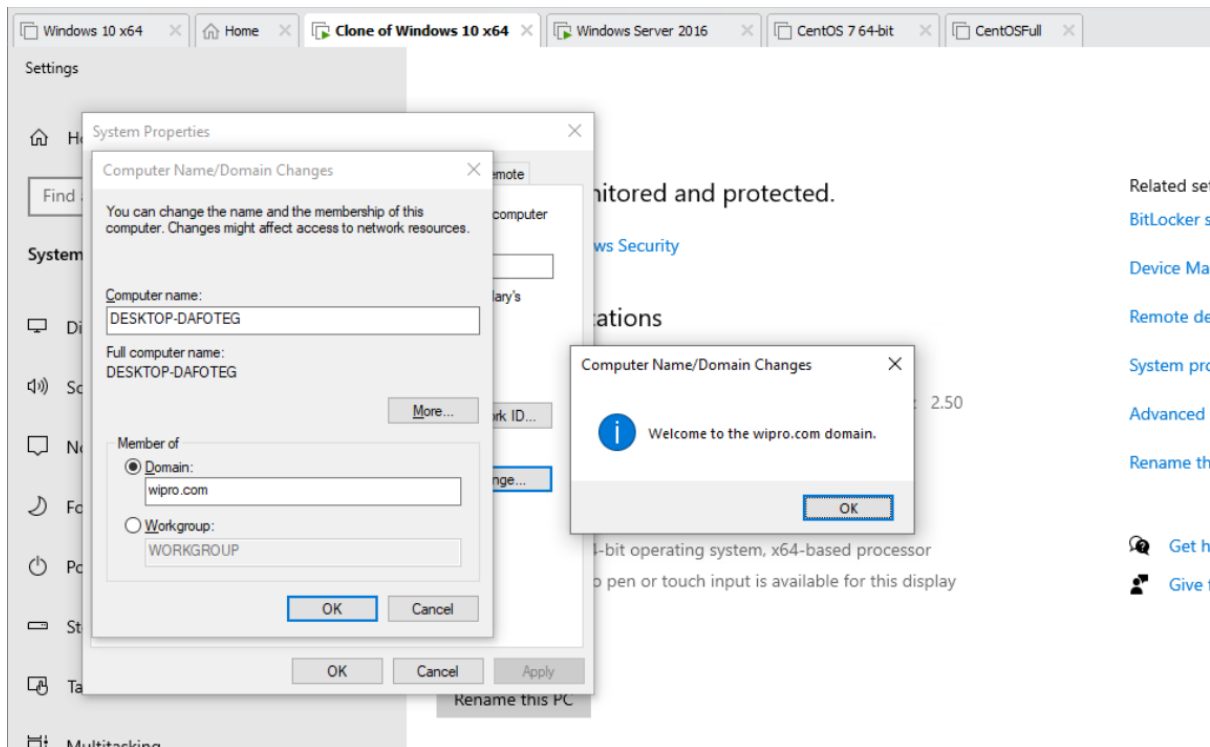 Windows 10 x64
Home
Clone of Windows 10 x64
Windows Server 2016
CentOS 7 64-bit
CentOSFull
Settings
System Properties
Computer Name/Domain Changes
emote
You can change the name and the membership of this
computer. Changes might affect access to network resources.
computer
Find
System
Computer name:
DESKTOP-DAFOTEG
lary's
Full computer name:
DESKTOP-DAFOTEG
More...
rk ID...
Member of
Domain:
wipro.com
nge...
Workgroup:
WORKGROUP
OK
Cancel
OK
Cancel
Apply
Rename this PC
Multitasking
nitored and protected.
ws Security
ations
Computer Name/Domain Changes
2.50
Welcome to the wipro.com domain.
OK
4-bit operating system, x64-based processor
o pen or touch input is available for this display
Related set
BitLocker s
Device Ma
Remote de
System pro
Advanced
Rename th
Get h
Give f